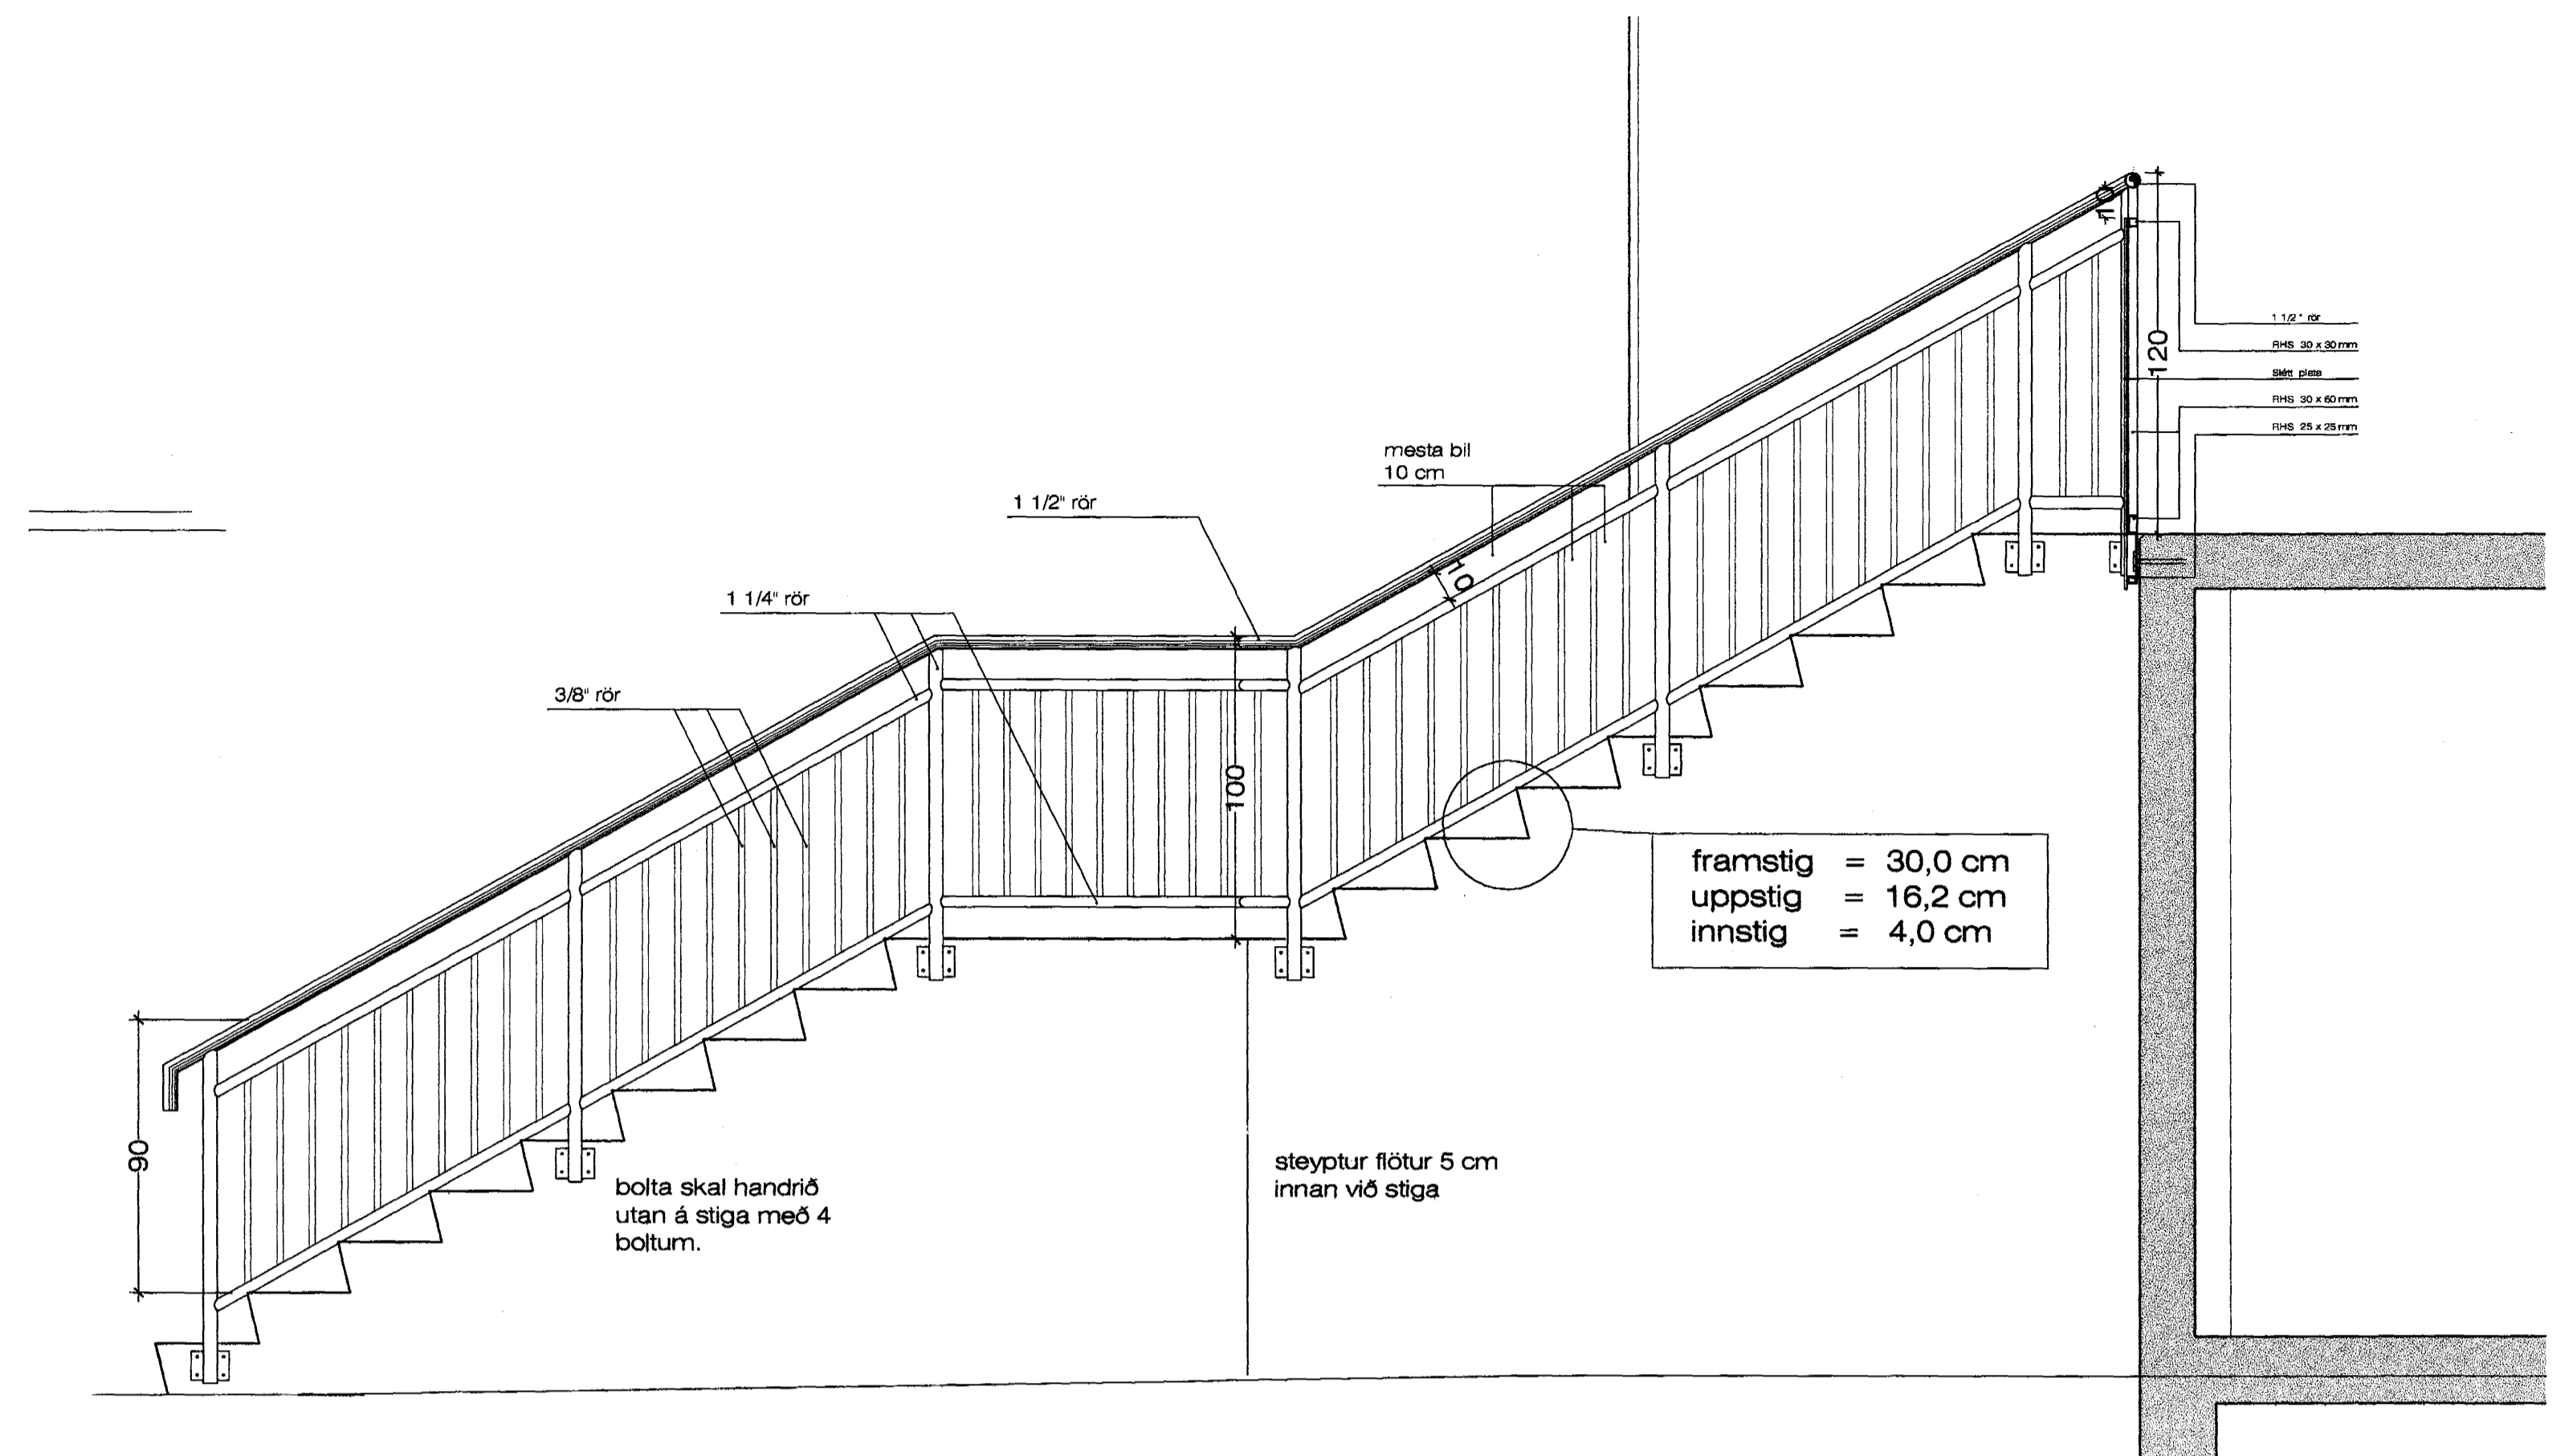 10
1 1/2" rör
RHS 30 x 30 mm
120
Slétt plata
RHS 30 x 60 mm
RHS 25 x 25 mm
mesta bil
10 cm
1 1/2" rör
10
1 1/4" rör
3/8" rör
100
framstig = 30,0 cm
uppstig = 16,2 cm
innstig = 4,0 cm
90
bolta skal handrið
utan á stiga með 4
boltum.
steyptur flötur 5 cm
innan við stiga